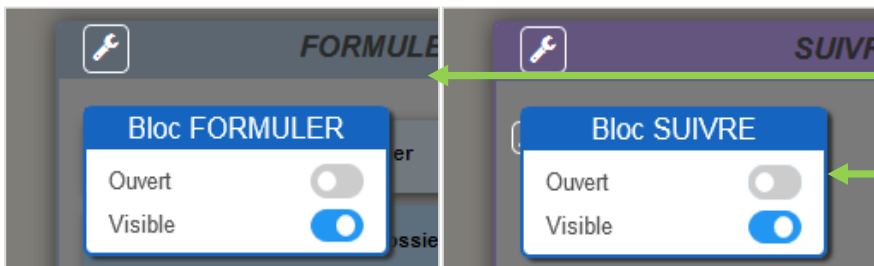 FORMULE
Bloc FORMULER
er
Ouvert
Visible
ossie
SUIVR
Bloc SUIVRE
Ouvert
Visible